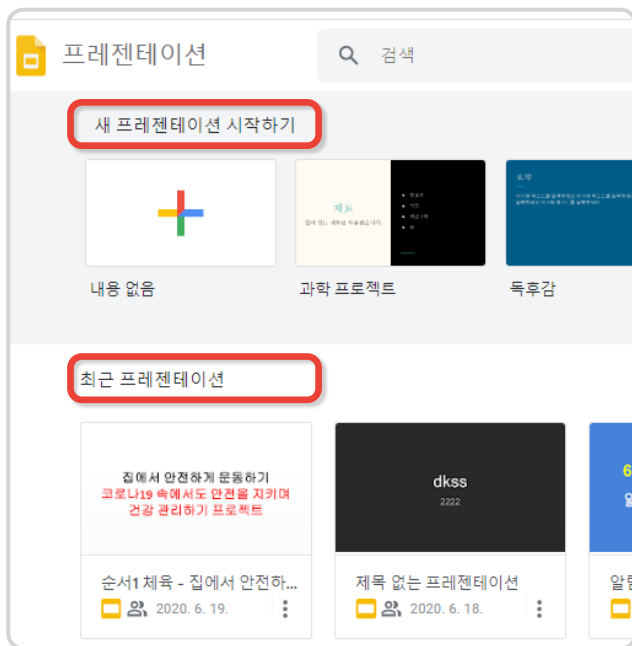 프레젠테이션
검색
새 프레젠테이션 시작하기
재료
요약
내용 없음
과학 프로젝트
독후감
최근 프레젠테이션
집에서 안전하게 운동하기
코로나19 속에서도 안전을 지키며
건강 관리하기 프로젝트
dkss
2222
6
순서1 체육 - 집에서 안전하...
제목 없는 프레젠테이션
2020. 6. 19.
2020. 6. 18.